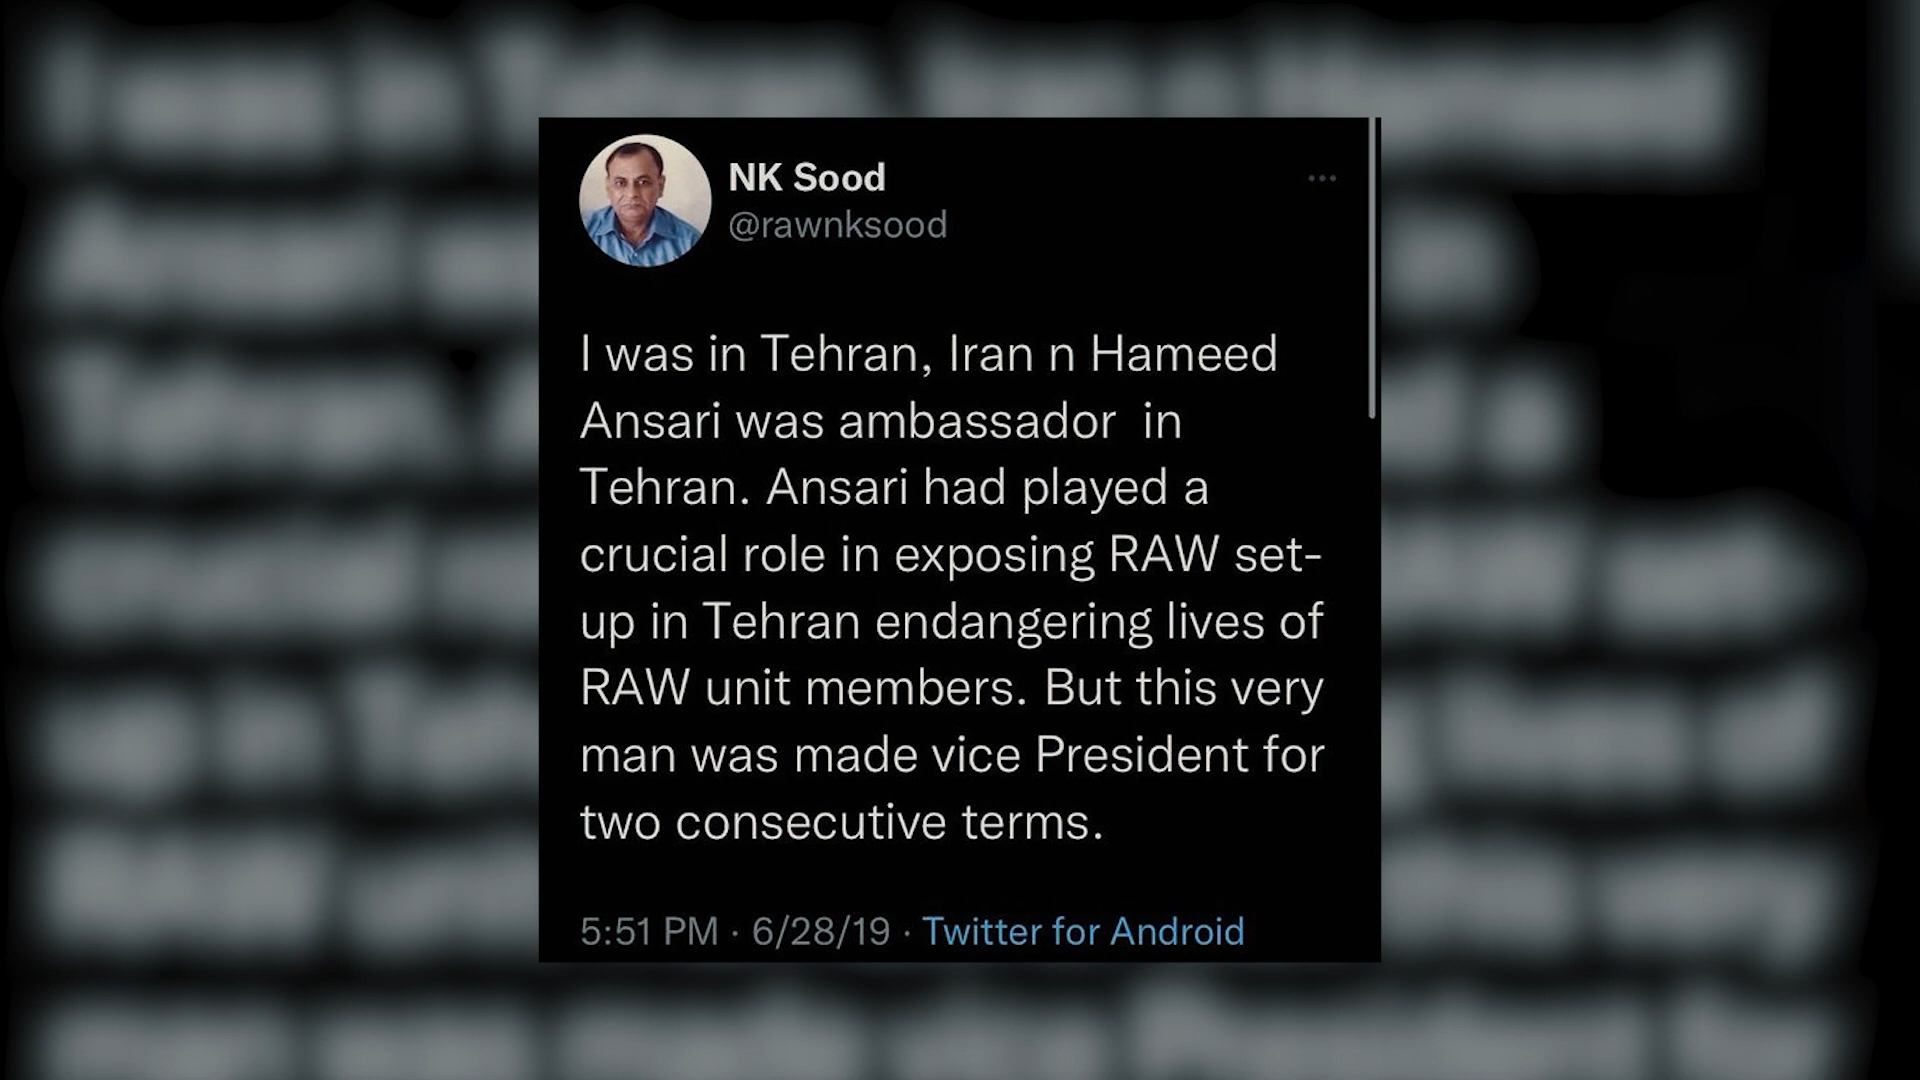 NK Sood
@rawnksood
I was in Tehran, Iran n Hameed
Ansari was ambassador  in
Tehran. Ansari had played a
crucial role in exposing RAW set-
up in Tehran endangering lives of
RAW unit members. But this very
man was made vice President for
two consecutive terms.
5:51 PM · 6/28/19 · Twitter for Android